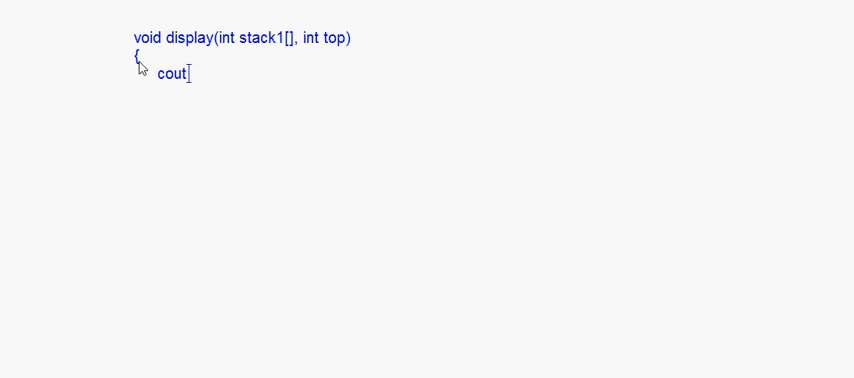 void display(int stack1[], int top)
{
cout